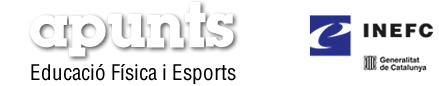 apunts
Educació Física i Esports
INEFC
Generalitat
de Catalunya